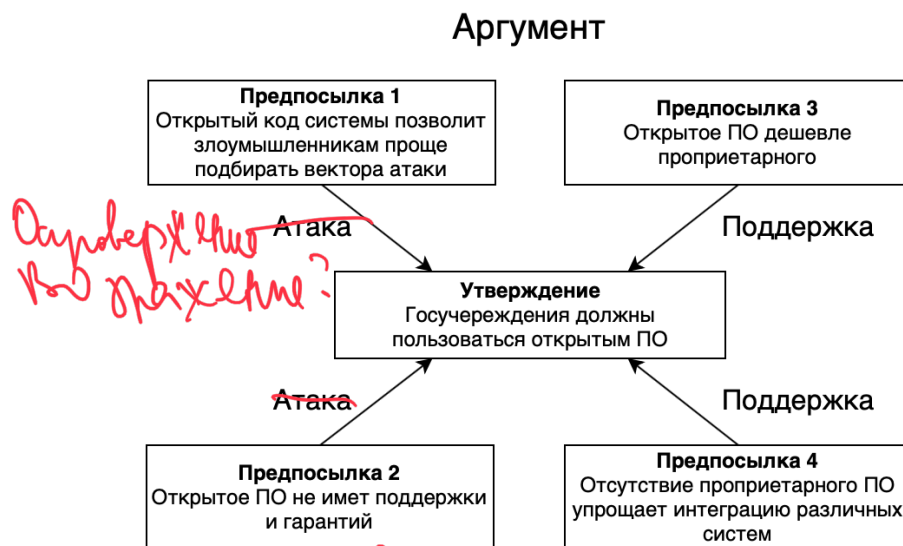 Аргумент
Предпосылка 1
Открытый код системы позволит
злоумышленникам проще
подбирать вектора атаки
Предпосылка 3
Открытое ПО дешевле
проприетарного
Опровержение
Атака
Поддержка
возражение?
Утверждение
Госучереждения должны
пользоваться открытым ПО
Атака
Поддержка
Предпосылка 2
Открытое ПО не имет поддержки
и гарантий
Предпосылка 4
Отсутствие проприетарного ПО
упрощает интеграцию различных
систем